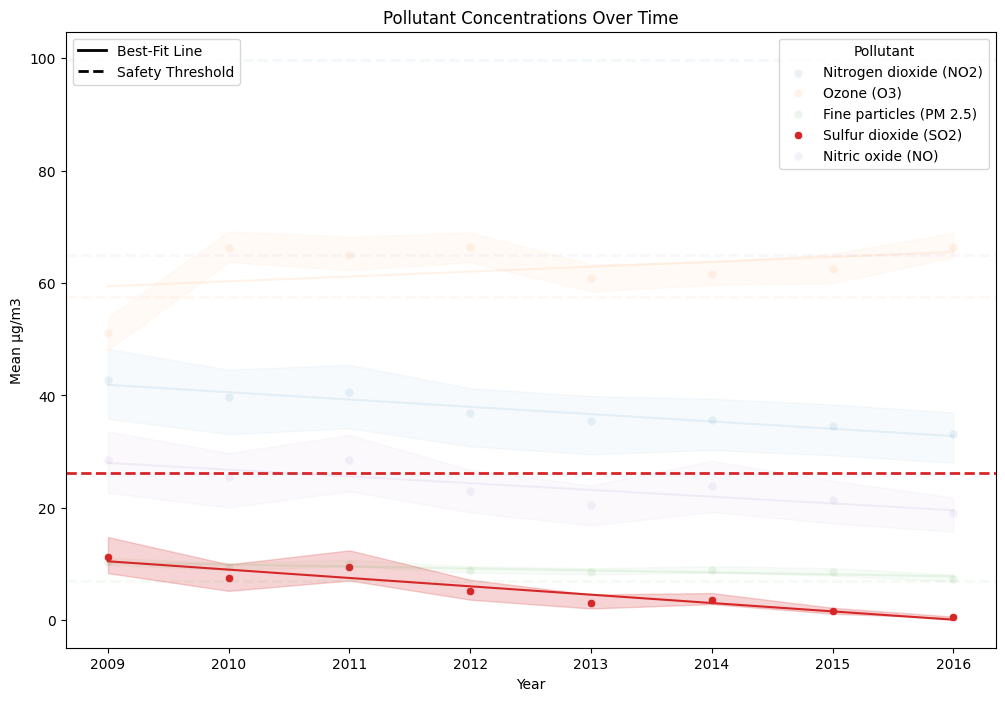 Pollutant Concentrations Over Time
Best-Fit Line
Safety Threshold
Pollutant
Nitrogen dioxide (NO2)
Ozone (O3)
Fine particles (PM 2.5)
Sulfur dioxide (SO2)
Nitric oxide (NO)
Mean µg/m3
100
80
60
40
20
0
2009 2010 2011 2012 2013 2014 2015 2016
Year